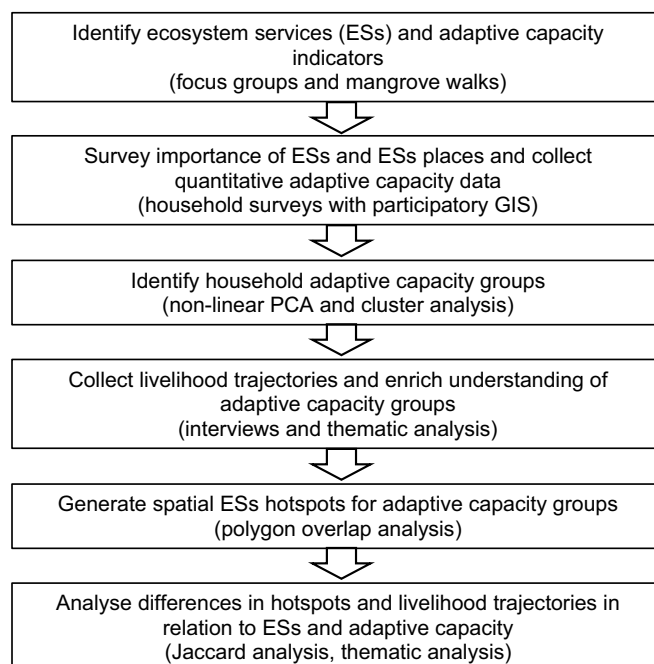 Identify ecosystem services (ESs) and adaptive capacity
indicators
(focus groups and mangrove walks)
Survey importance of ESs and ESs places and collect
quantitative adaptive capacity data
(household surveys with participatory GIS)
Identify household adaptive capacity groups
(non-linear PCA and cluster analysis)
Collect livelihood trajectories and enrich understanding of
adaptive capacity groups
(interviews and thematic analysis)
Generate spatial ESs hotspots for adaptive capacity groups
(polygon overlap analysis)
Analyse differences in hotspots and livelihood trajectories in
relation to ESs and adaptive capacity
(Jaccard analysis, thematic analysis)